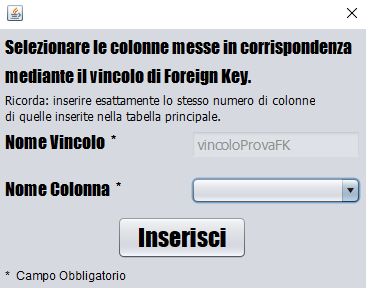 Selezionare le colonne messe in corrispondenza
mediante il vincolo di Foreign Key.
Ricorda: inserire esattamente lo stesso numero di colonne
di quelle inserite nella tabella principale.
Nome Vincolo *
vincoloProvaFK
Nome Colonna *
Inserisci
* Campo Obbligatorio